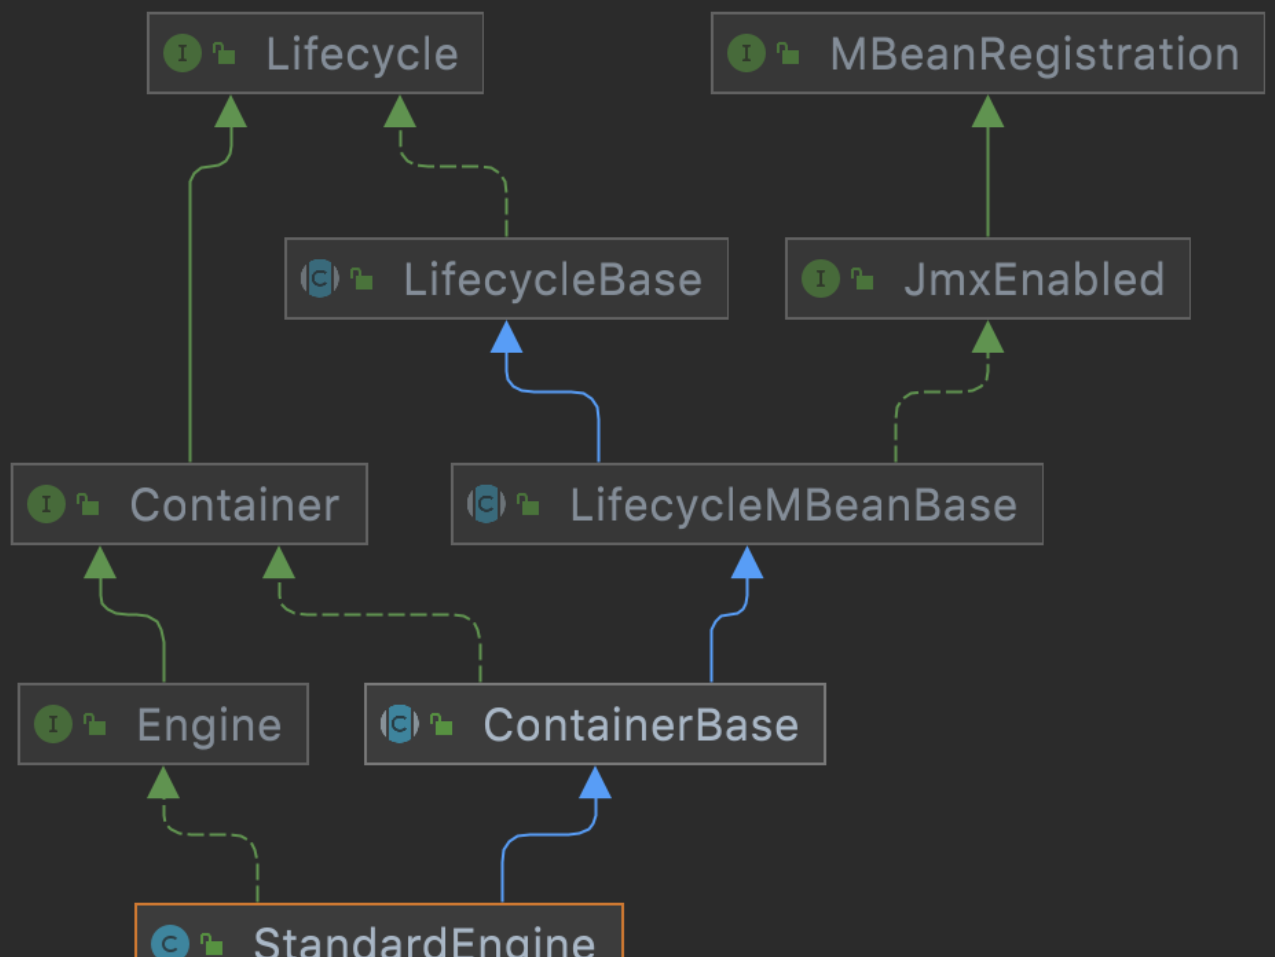 I Lifecycle
I MBeanRegistration
C LifecycleBase
I JmxEnabled
I Container
C LifecycleMBeanBase
I Engine
C ContainerBase
C StandardEngine